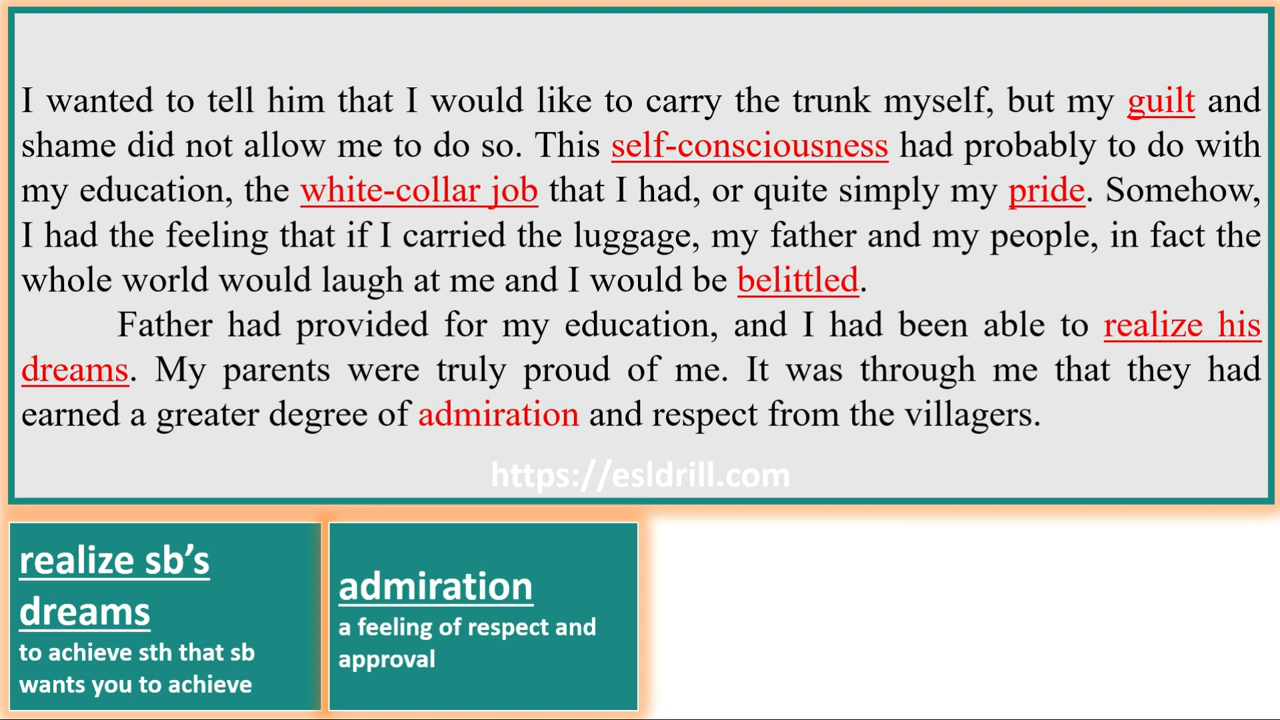 I wanted to tell him that I would like to carry the trunk myself, but my guilt and
shame did not allow me to do so. This self-consciousness had probably to do with
my education, the white-collar job that I had, or quite simply my pride. Somehow,
I had the feeling that if I carried the luggage, my father and my people, in fact the
whole world would laugh at me and I would be belittled.
Father had provided for my education, and I had been able to realize his
dreams. My parents were truly proud of me. It was through me that they had
earned a greater degree of admiration and respect from the villagers.
https://esldrill.com
realize sb’s
dreams
to achieve sth that sb
wants you to achieve
admiration
a feeling of respect and
approval